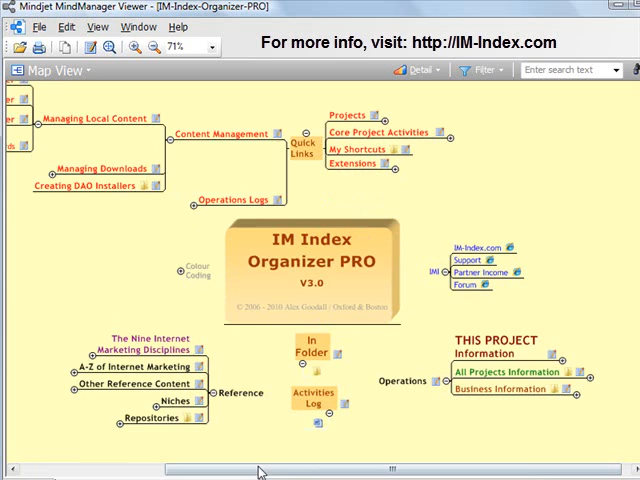 Mindjet MindManager Viewer - [IM-Index-Organizer-PRO]
File Edit View Window Help
71%
For more info, visit: http://IM-Index.com
Map View
Detail
Filter
Enter search text
Managing Local Content
Managing Downloads
Creating DAO Installers
Content Management
Operations Logs
Quick
Links
Projects
Core Project Activities
My Shortcuts
Extensions
IM Index
Organizer PRO
V3.0
© 2006 - 2010 Alex Goodall / Oxford & Boston
Colour
Coding
IMI
IM-Index.com
Support
Partner Income
Forum
The Nine Internet
Marketing Disciplines
A-Z of Internet Marketing
Other Reference Content
Niches
Repositories
Reference
In
Folder
Activities
Log
Operations
THIS PROJECT
Information
All Projects Information
Business Information